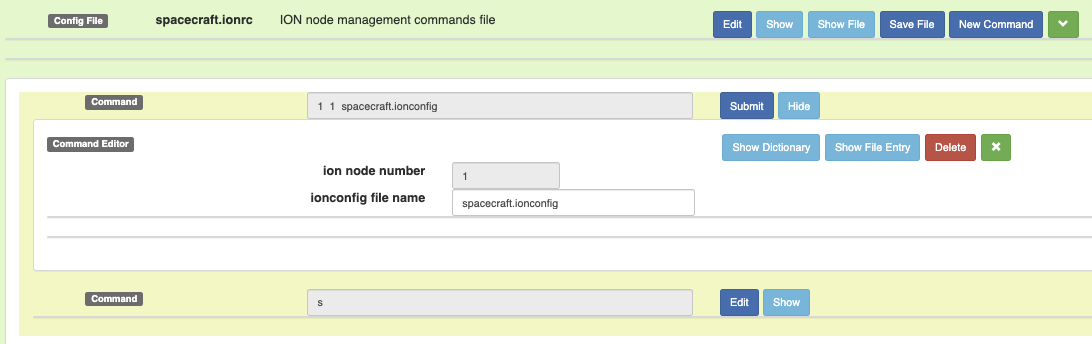 Config File spacecraft.ionrc ION node management commands file Edit Show Show File Save File New Command
Command 1 1 spacecraft.ionconfig Submit Hide
Command Editor Show Dictionary Show File Entry Delete
ion node number 1
ionconfig file name spacecraft.ionconfig
Command s Edit Show